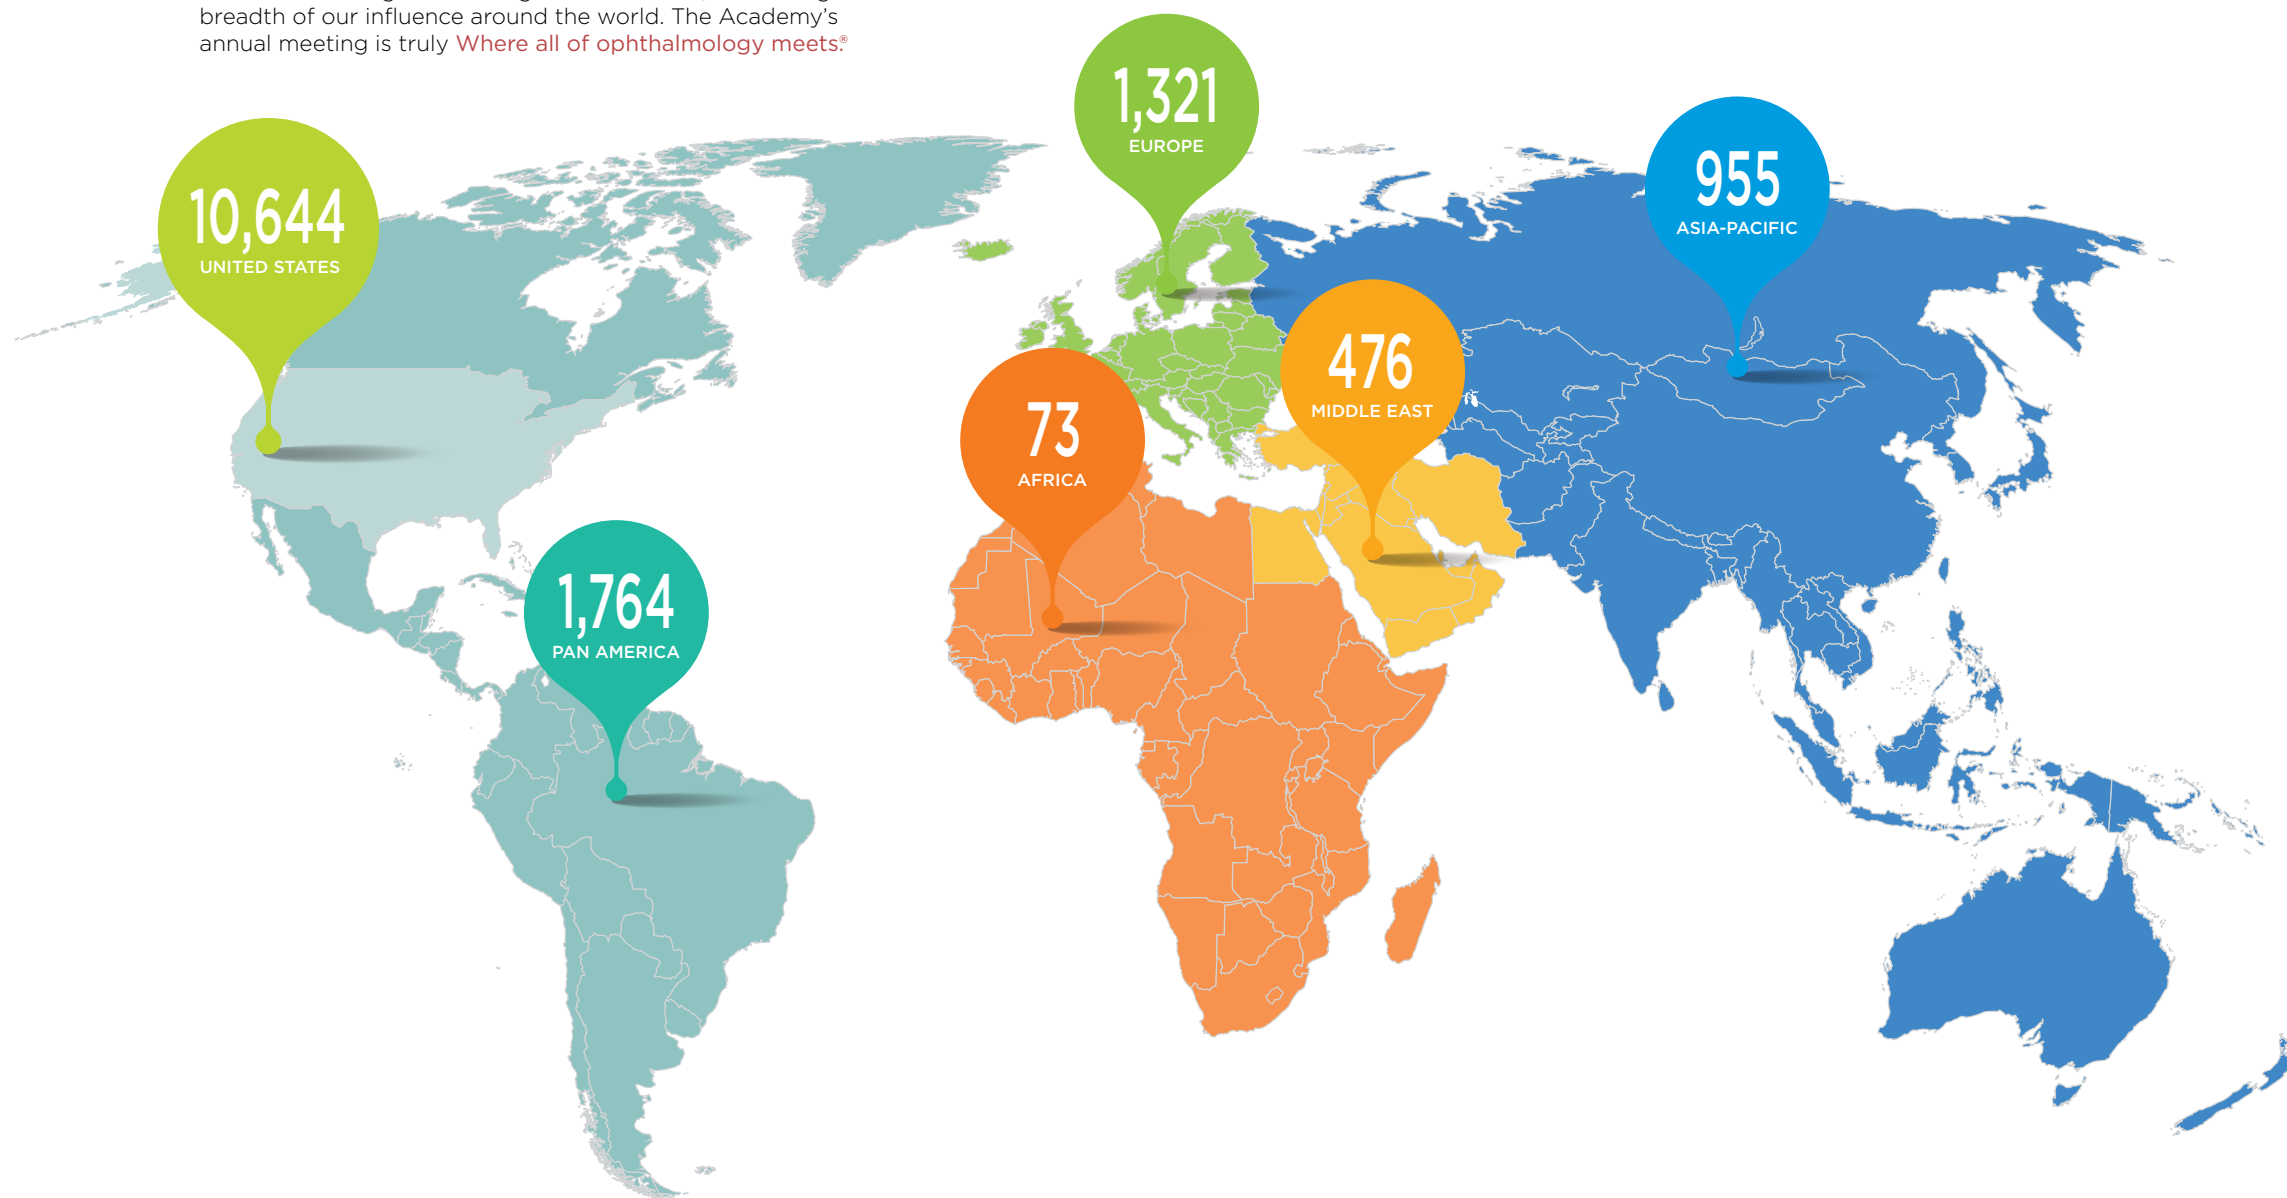 breadth of our influence around the world. The Academy’s
annual meeting is truly Where all of ophthalmology meets.®
1,321
EUROPE
955
ASIA-PACIFIC
10,644
UNITED STATES
476
MIDDLE EAST
73
AFRICA
1,764
PAN AMERICA